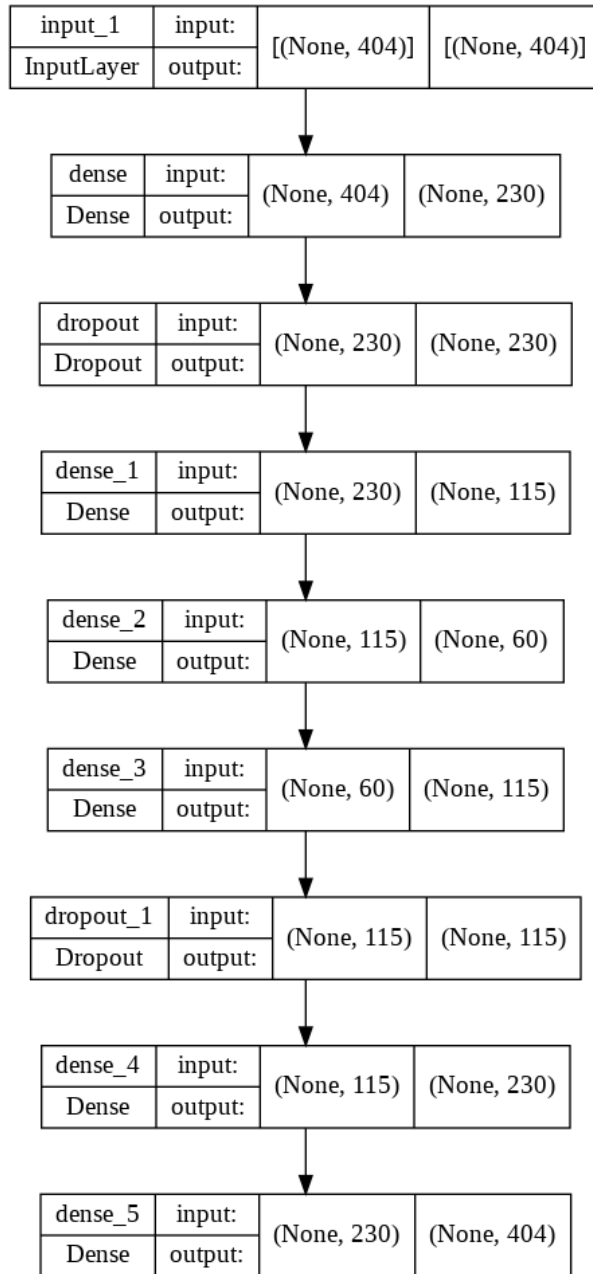 input_1 input: [(None, 404)] [(None, 404)]
InputLayer output:
dense input: (None, 404) (None, 230)
Dense output:
dropout input: (None, 230) (None, 230)
Dropout output:
dense_1 input: (None, 230) (None, 115)
Dense output:
dense_2 input: (None, 115) (None, 60)
Dense output:
dense_3 input: (None, 60) (None, 115)
Dense output:
dropout_1 input: (None, 115) (None, 115)
Dropout output:
dense_4 input: (None, 115) (None, 230)
Dense output:
dense_5 input: (None, 230) (None, 404)
Dense output: